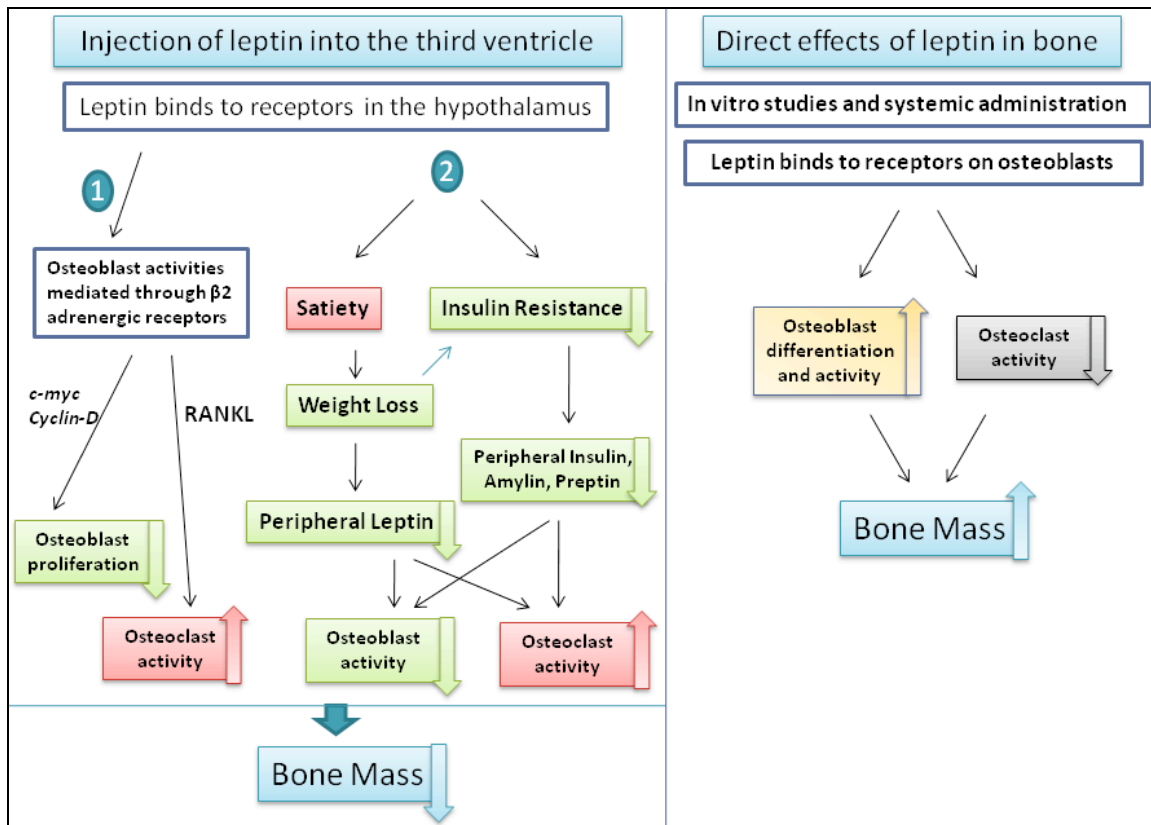 Injection of leptin into the third ventricle
Leptin binds to receptors in the hypothalamus
1
2
Osteoblast activities
mediated through β2
adrenergic receptors
c-myc
Cyclin-D
RANKL
Satiety
Insulin Resistance
Weight Loss
Peripheral Insulin,
Amylin, Preptin
Peripheral Leptin
Osteoblast
proliferation
Osteoclast
activity
Osteoblast
activity
Osteoclast
activity
Bone Mass
Direct effects of leptin in bone
In vitro studies and systemic administration
Leptin binds to receptors on osteoblasts
Osteoblast
differentiation
and activity
Osteoclast
activity
Bone Mass